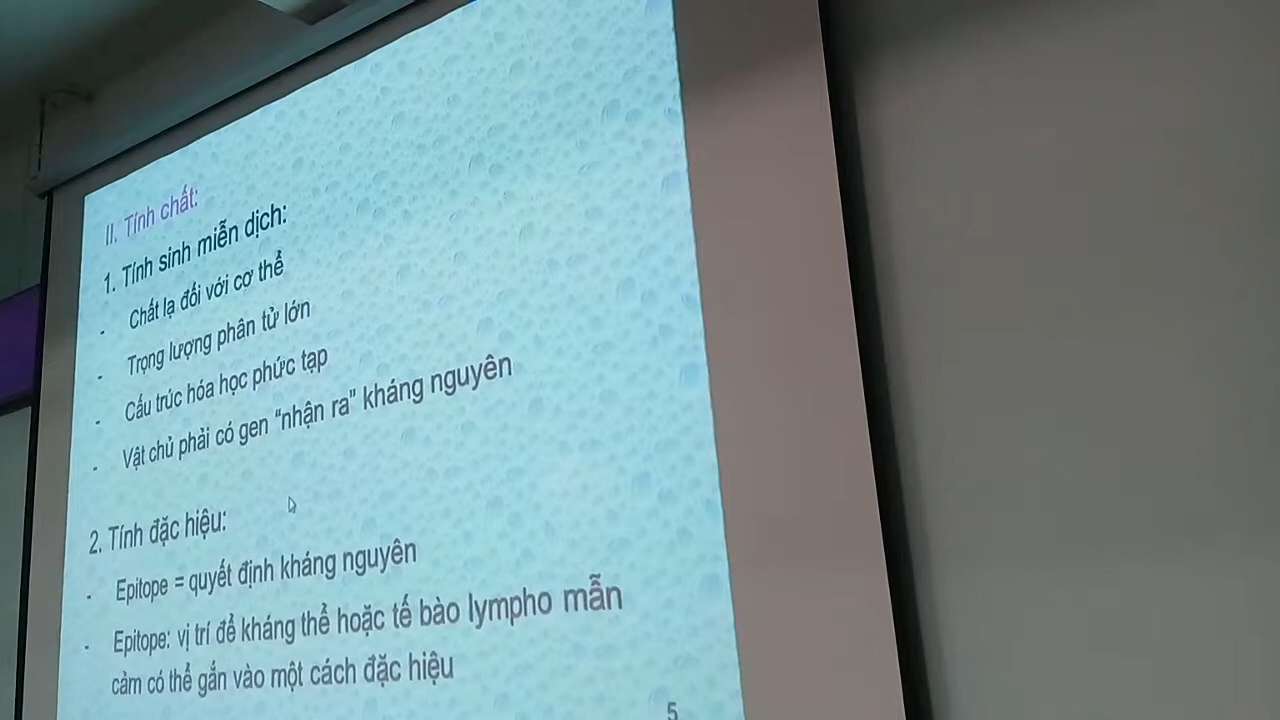 II. Tính chất:
1. Tính sinh miễn dịch:
- Chất lạ đối với cơ thể
- Trọng lượng phân tử lớn
- Cấu trúc hóa học phức tạp
- Vật chủ phải có gen “nhận ra” kháng nguyên
2. Tính đặc hiệu:
- Epitope = quyết định kháng nguyên
- Epitope: vị trí để kháng thể hoặc tế bào lympho mẫn
cảm có thể gắn vào một cách đặc hiệu
5